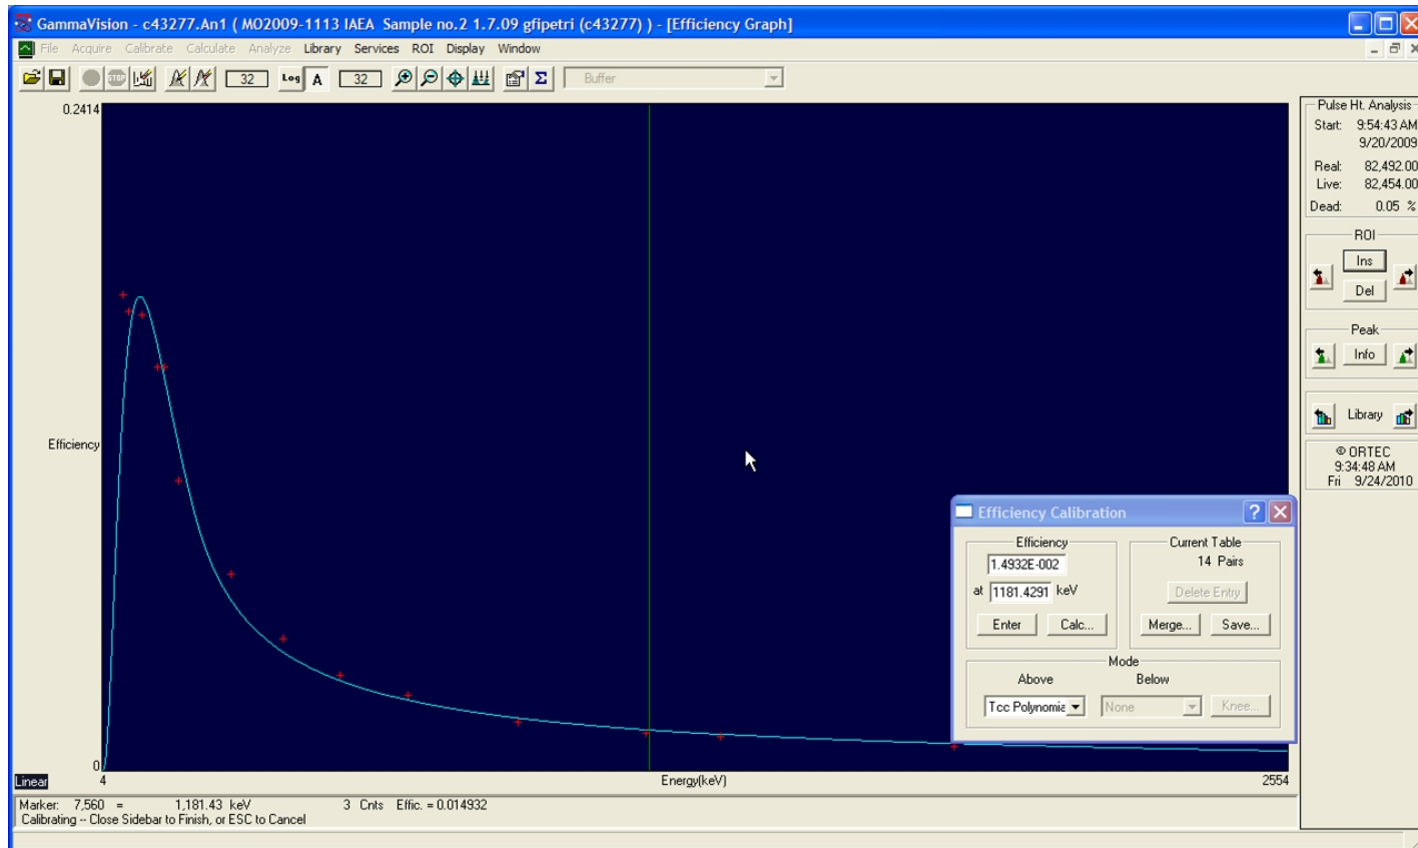 GammaVision - c43277.An1 ( MO2009-1113 IAEA Sample no.2 1.7.09 gfipetri (c43277) ) - [Efficiency Graph]
File Acquire Calibrate Calculate Analyze Library Services ROI Display Window
STOP 32 Log A 32 Σ Buffer
0.2414
Efficiency
0
Linear
4
Energy(keV)
2554
Pulse Ht. Analysis
Start: 9:54:43 AM
9/20/2009
Real: 82,492.00
Live: 82,454.00
Dead: 0.05 %
ROI
Ins
Del
Peak
Info
Library
© ORTEC
9:34:48 AM
Fri 9/24/2010
Efficiency Calibration
Efficiency
1.4932E-002
at 1181.4291 keV
Enter Calc...
Current Table
14 Pairs
Delete Entry
Merge... Save...
Mode
Above Below
Tcc Polynomia None Knee...
Marker: 7,560 = 1,181.43 keV 3 Cnts Effic. = 0.014932
Calibrating -- Close Sidebar to Finish, or ESC to Cancel